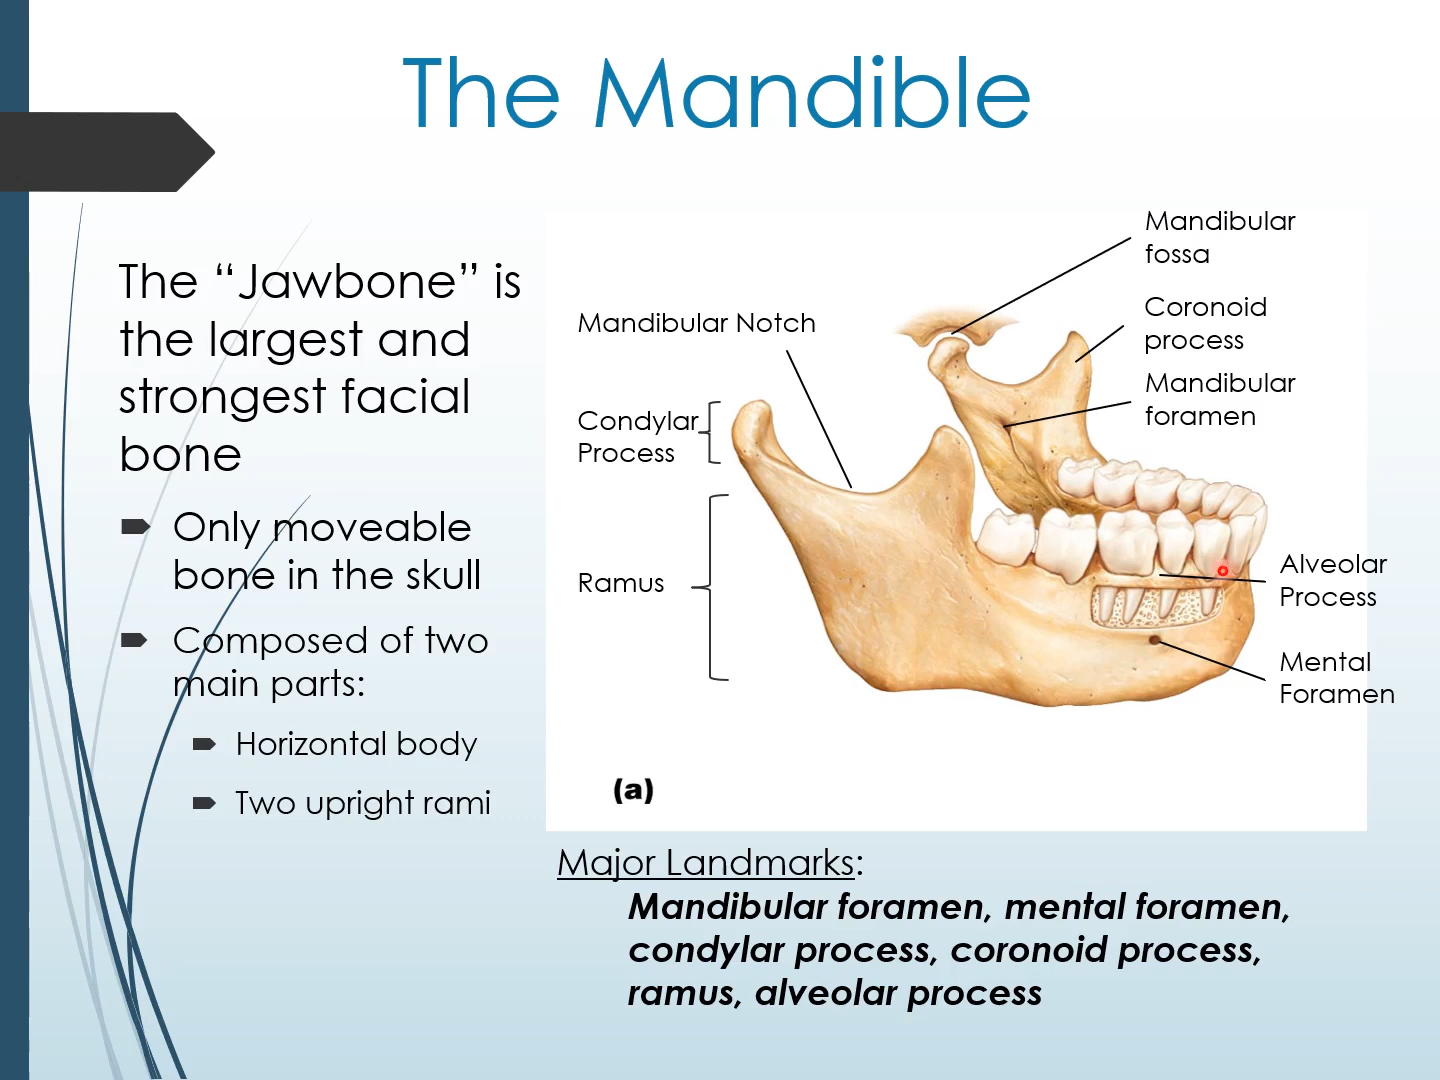 The Mandible
The “Jawbone” is
the largest and
strongest facial
bone
Only moveable
bone in the skull
Composed of two
main parts:
Horizontal body
Two upright rami
Mandibular
fossa
Mandibular Notch
Coronoid
process
Mandibular
foramen
Condylar
Process
Ramus
Alveolar
Process
Mental
Foramen
(a)
Major Landmarks:
Mandibular foramen, mental foramen,
condylar process, coronoid process,
ramus, alveolar process